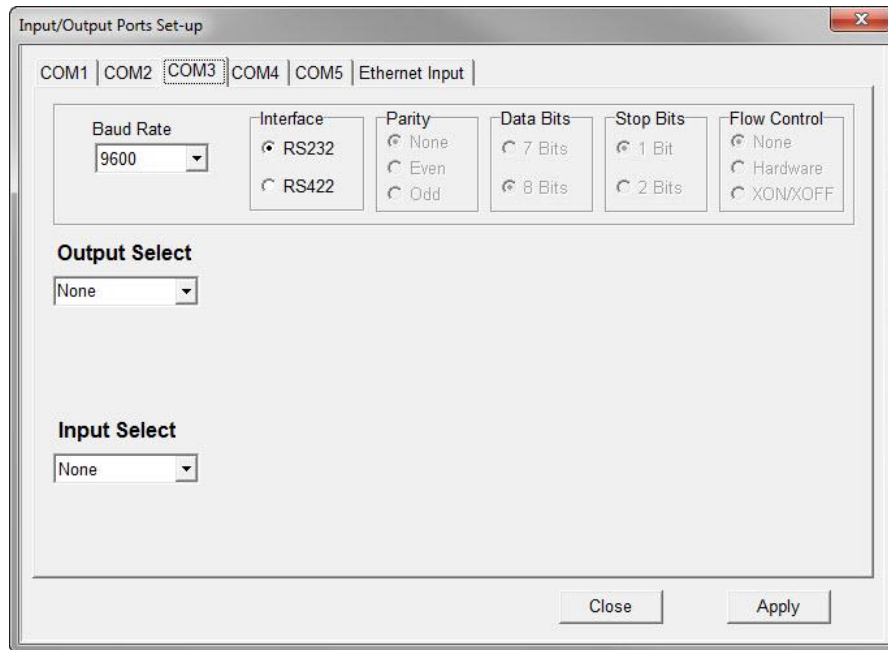 Input/Output Ports Set-up
COM1 COM2 COM3 COM4 COM5 Ethernet Input
Baud Rate
9600
Interface
RS232
RS422
Parity
None
Even
Odd
Data Bits
7 Bits
8 Bits
Stop Bits
1 Bit
2 Bits
Flow Control
None
Hardware
XON/XOFF
Output Select
None
Input Select
None
Close Apply